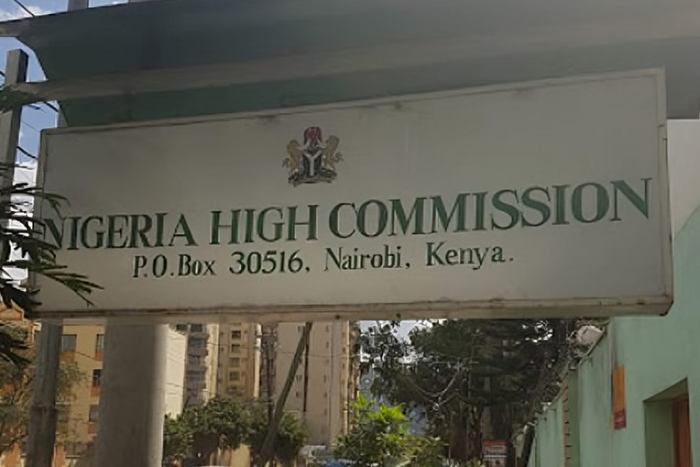 NIGERIA HIGH COMMISSION
P.O.Box 30516, Nairobi, Kenya.